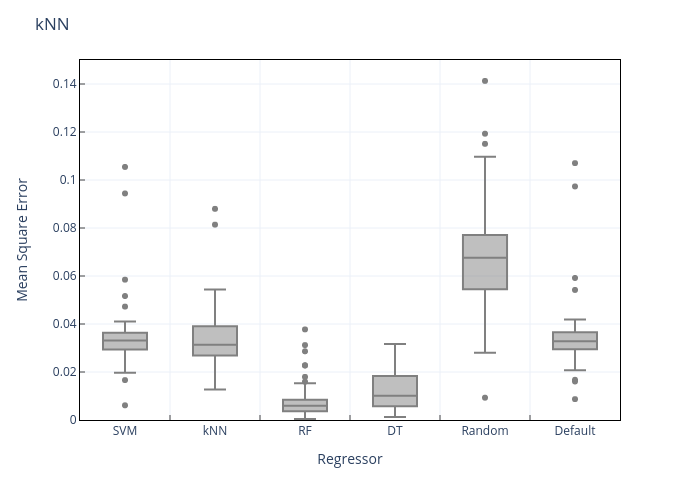 kNN
Mean Square Error
0.14
0.12
0.1
0.08
0.06
0.04
0.02
0
SVM kNN RF DT Random Default
Regressor